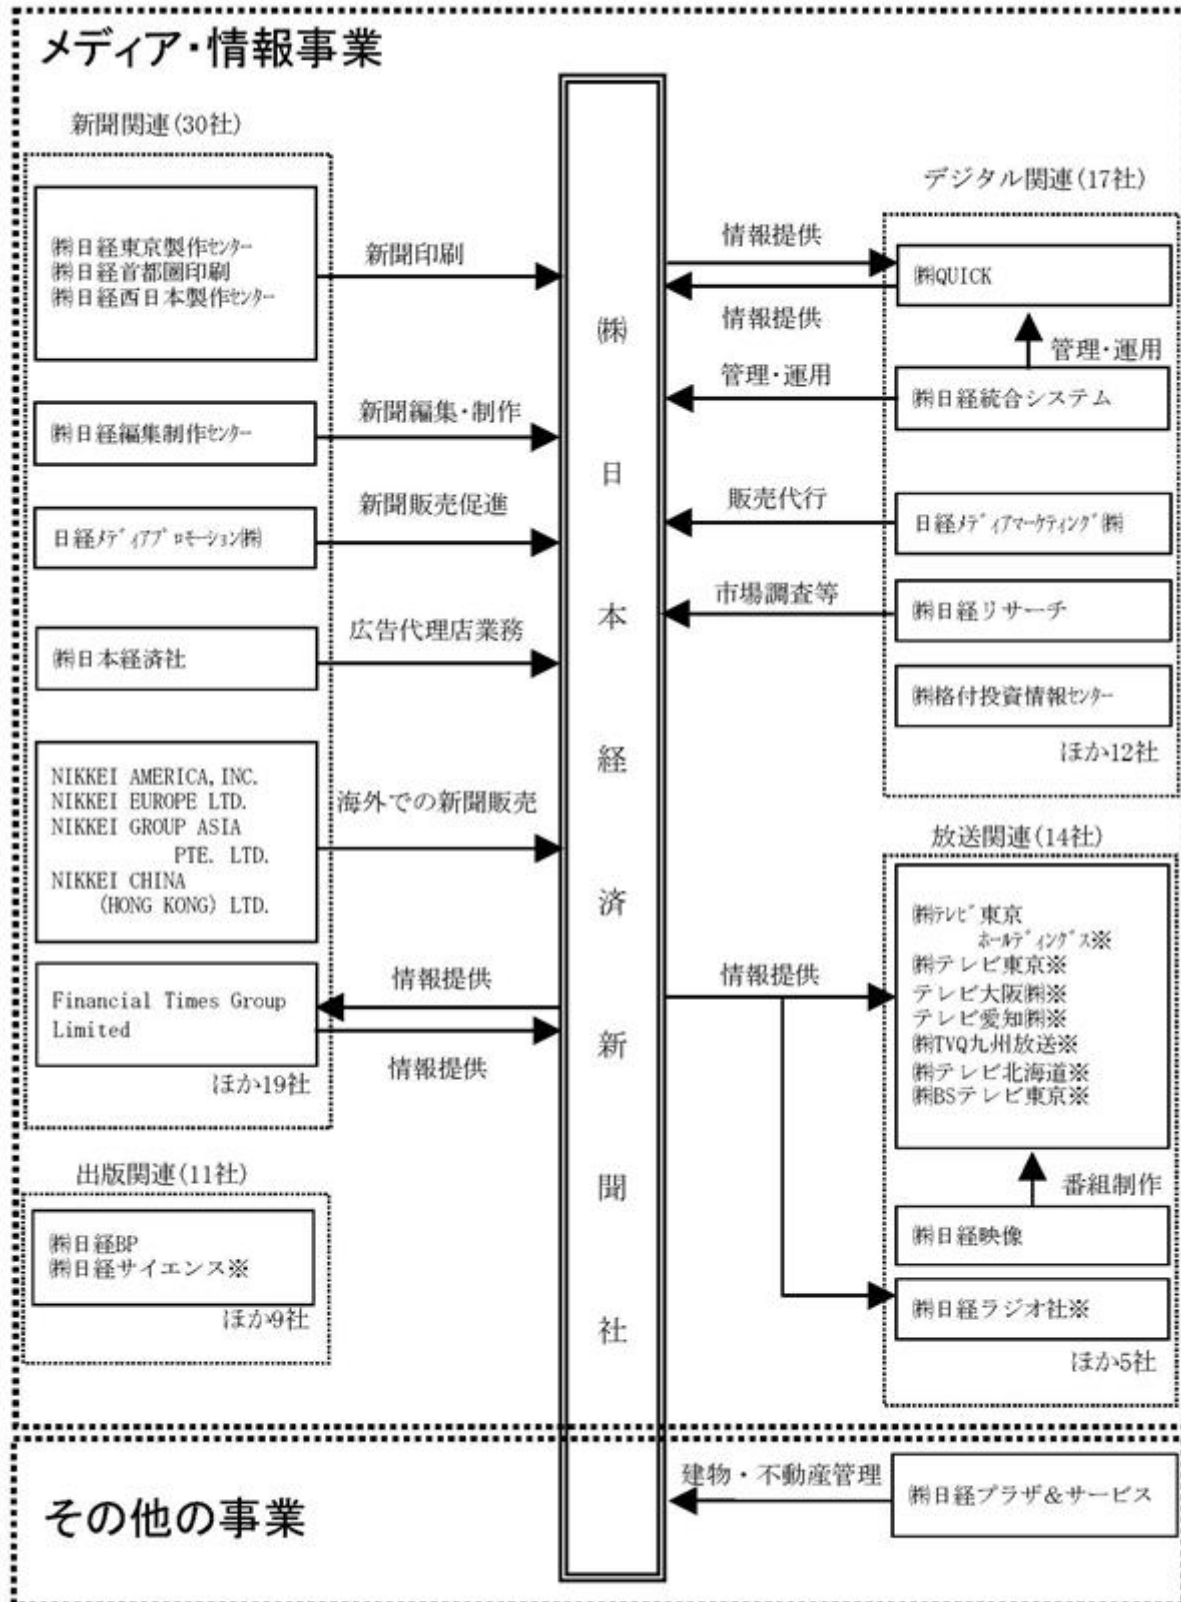 メディア・情報事業
新聞関連(30社)
㈱日経東京製作ｾﾝﾀｰ
㈱日経首都圏印刷
㈱日経西日本製作ｾﾝﾀｰ
新聞印刷
㈱日経編集制作ｾﾝﾀｰ
新聞編集・制作
日経ﾒﾃﾞｨｱﾌﾟﾛﾓｰｼｮﾝ㈱
新聞販売促進
㈱日本経済社
広告代理店業務
NIKKEI AMERICA,INC.
NIKKEI EUROPE LTD.
NIKKEI GROUP ASIA
PTE. LTD.
NIKKEI CHINA
(HONG KONG) LTD.
海外での新聞販売
Financial Times Group
Limited
情報提供
情報提供
ほか19社
出版関連(11社)
㈱日経BP
㈱日経サイエンス※
ほか9社
㈱日本経済新聞社
デジタル関連(17社)
情報提供
情報提供
㈱QUICK
管理・運用
管理・運用
㈱日経統合システム
販売代行
日経ﾒﾃﾞｨｱﾏｰｹﾃｨﾝｸﾞ㈱
市場調査等
㈱日経リサーチ
㈱格付投資情報ｾﾝﾀｰ
ほか12社
放送関連(14社)
情報提供
㈱ﾃﾚﾋﾞ東京
ﾎｰﾙﾃﾞｨﾝｸﾞｽ※
㈱テレビ東京※
テレビ大阪㈱※
テレビ愛知㈱※
㈱TVQ九州放送※
㈱テレビ北海道※
㈱BSテレビ東京※
番組制作
㈱日経映像
㈱日経ラジオ社※
ほか5社
その他の事業
建物・不動産管理
㈱日経プラザ＆サービス